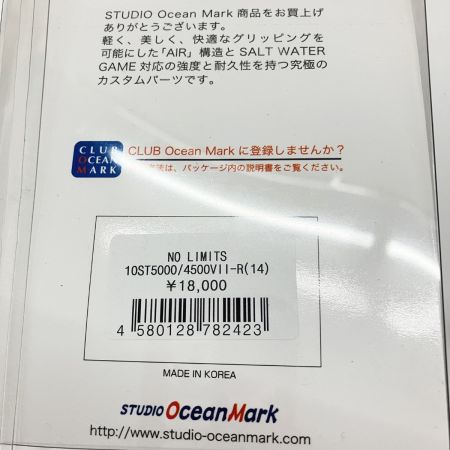 STUDIO Ocean Mark 商品をお買上げ
ありがとうございます。
軽く、美しく、快適なグリッピングを
可能にした「AIR」構造と SALT WATER
GAME 対応の強度と耐久性を持つ究極の
カスタムパーツです。
CLUB
OCEAN
MARK
CLUB Ocean Mark に登録しませんか？
は、パッケージ内の説明書をご覧ください。
NO LIMITS
10ST5000/4500VII-R(14)
￥18,000
4 580128 782423
MADE IN KOREA
STUDIO Ocean Mark
http://www.studio-oceanmark.com